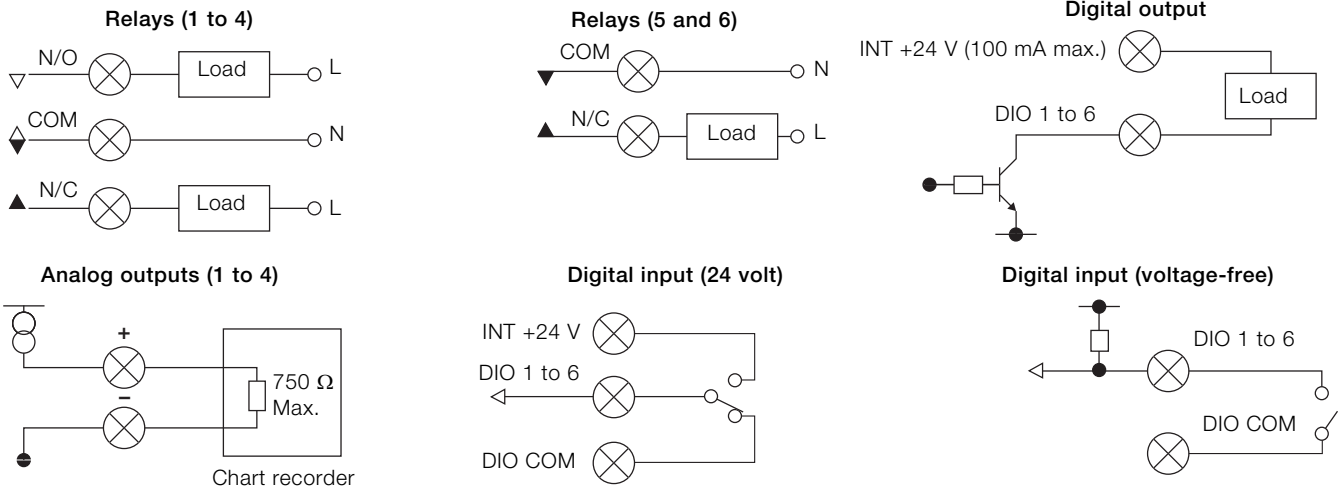 Relays (1 to 4)
N/O
Load
L
COM
N
N/C
Load
L
Relays (5 and 6)
COM
N
N/C
Load
L
Digital output
INT +24 V (100 mA max.)
Load
DIO 1 to 6
Analog outputs (1 to 4)
+
–
750 Ω
Max.
Chart recorder
Digital input (24 volt)
INT +24 V
DIO 1 to 6
DIO COM
Digital input (voltage-free)
DIO 1 to 6
DIO COM